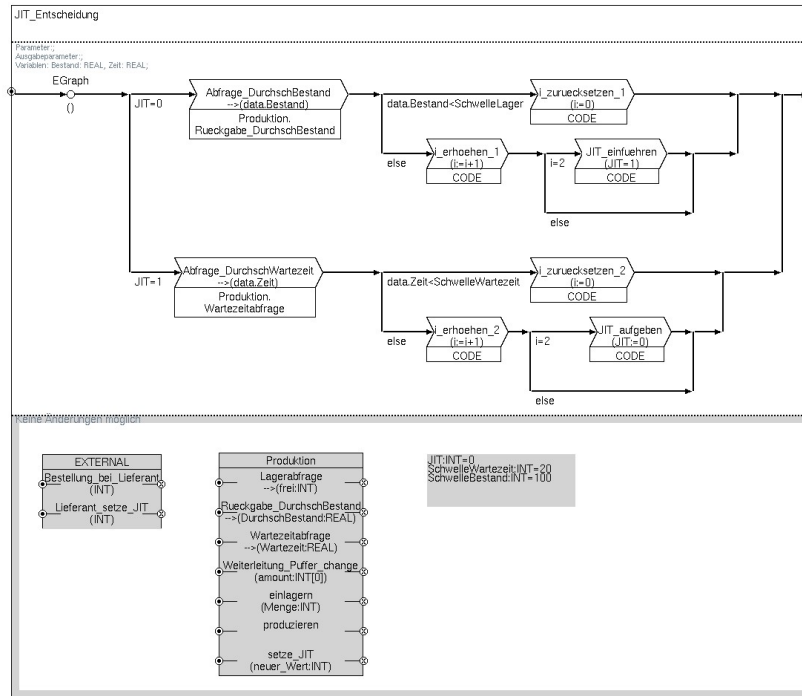 JIT_Entscheidung
Parameter:;
Ausgabeparameter:;
Variablen: Bestand: REAL, Zeit: REAL;
EGraph
()
JIT=0
Abfrage_DurchschBestand
-->(data.Bestand)
Produktion.
Rueckgabe_DurchschBestand
data.Bestand<SchwelleLager
i_zuruecksetzen_1
(i:=0)
CODE
else
i_erhoehen_1
(i:=i+1)
CODE
i=2
JIT_einfuehren
(JIT=1)
CODE
else
JIT=1
Abfrage_DurchschWartezeit
-->(data.Zeit)
Produktion.
Wartezeitabfrage
data.Zeit<SchwelleWartezeit
i_zuruecksetzen_2
(i:=0)
CODE
else
i_erhoehen_2
(i:=i+1)
CODE
i=2
JIT_aufgeben
(JIT:=0)
CODE
else
Keine Änderungen möglich
EXTERNAL
Bestellung_bei_Lieferant
(INT)
Lieferant_setze_JIT
(INT)
Produktion
Lagerabfrage
-->(frei:INT)
Rueckgabe_DurchschBestand
-->(DurchschBestand:REAL)
Wartezeitabfrage
-->(Wartezeit:REAL)
Weiterleitung_Puffer_change
(amount:INT[0])
einlagern
(Menge:INT)
produzieren
setze_JIT
(neuer_Wert:INT)
JIT:INT=0
SchwelleWartezeit:INT=20
SchwelleBestand:INT=100